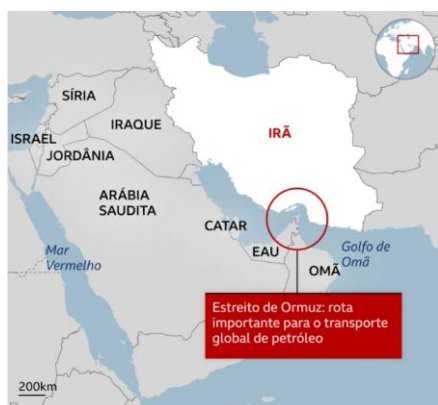 SÍRIA
IRAQUE
IRÃ
ISRAEL
JORDÂNIA
ARÁBIA
SAUDITA
CATAR
EAU
Mar
Vermelho
Golfo de
Omã
OMÃ
Estreito de Ormuz: rota
importante para o transporte
global de petróleo
200km